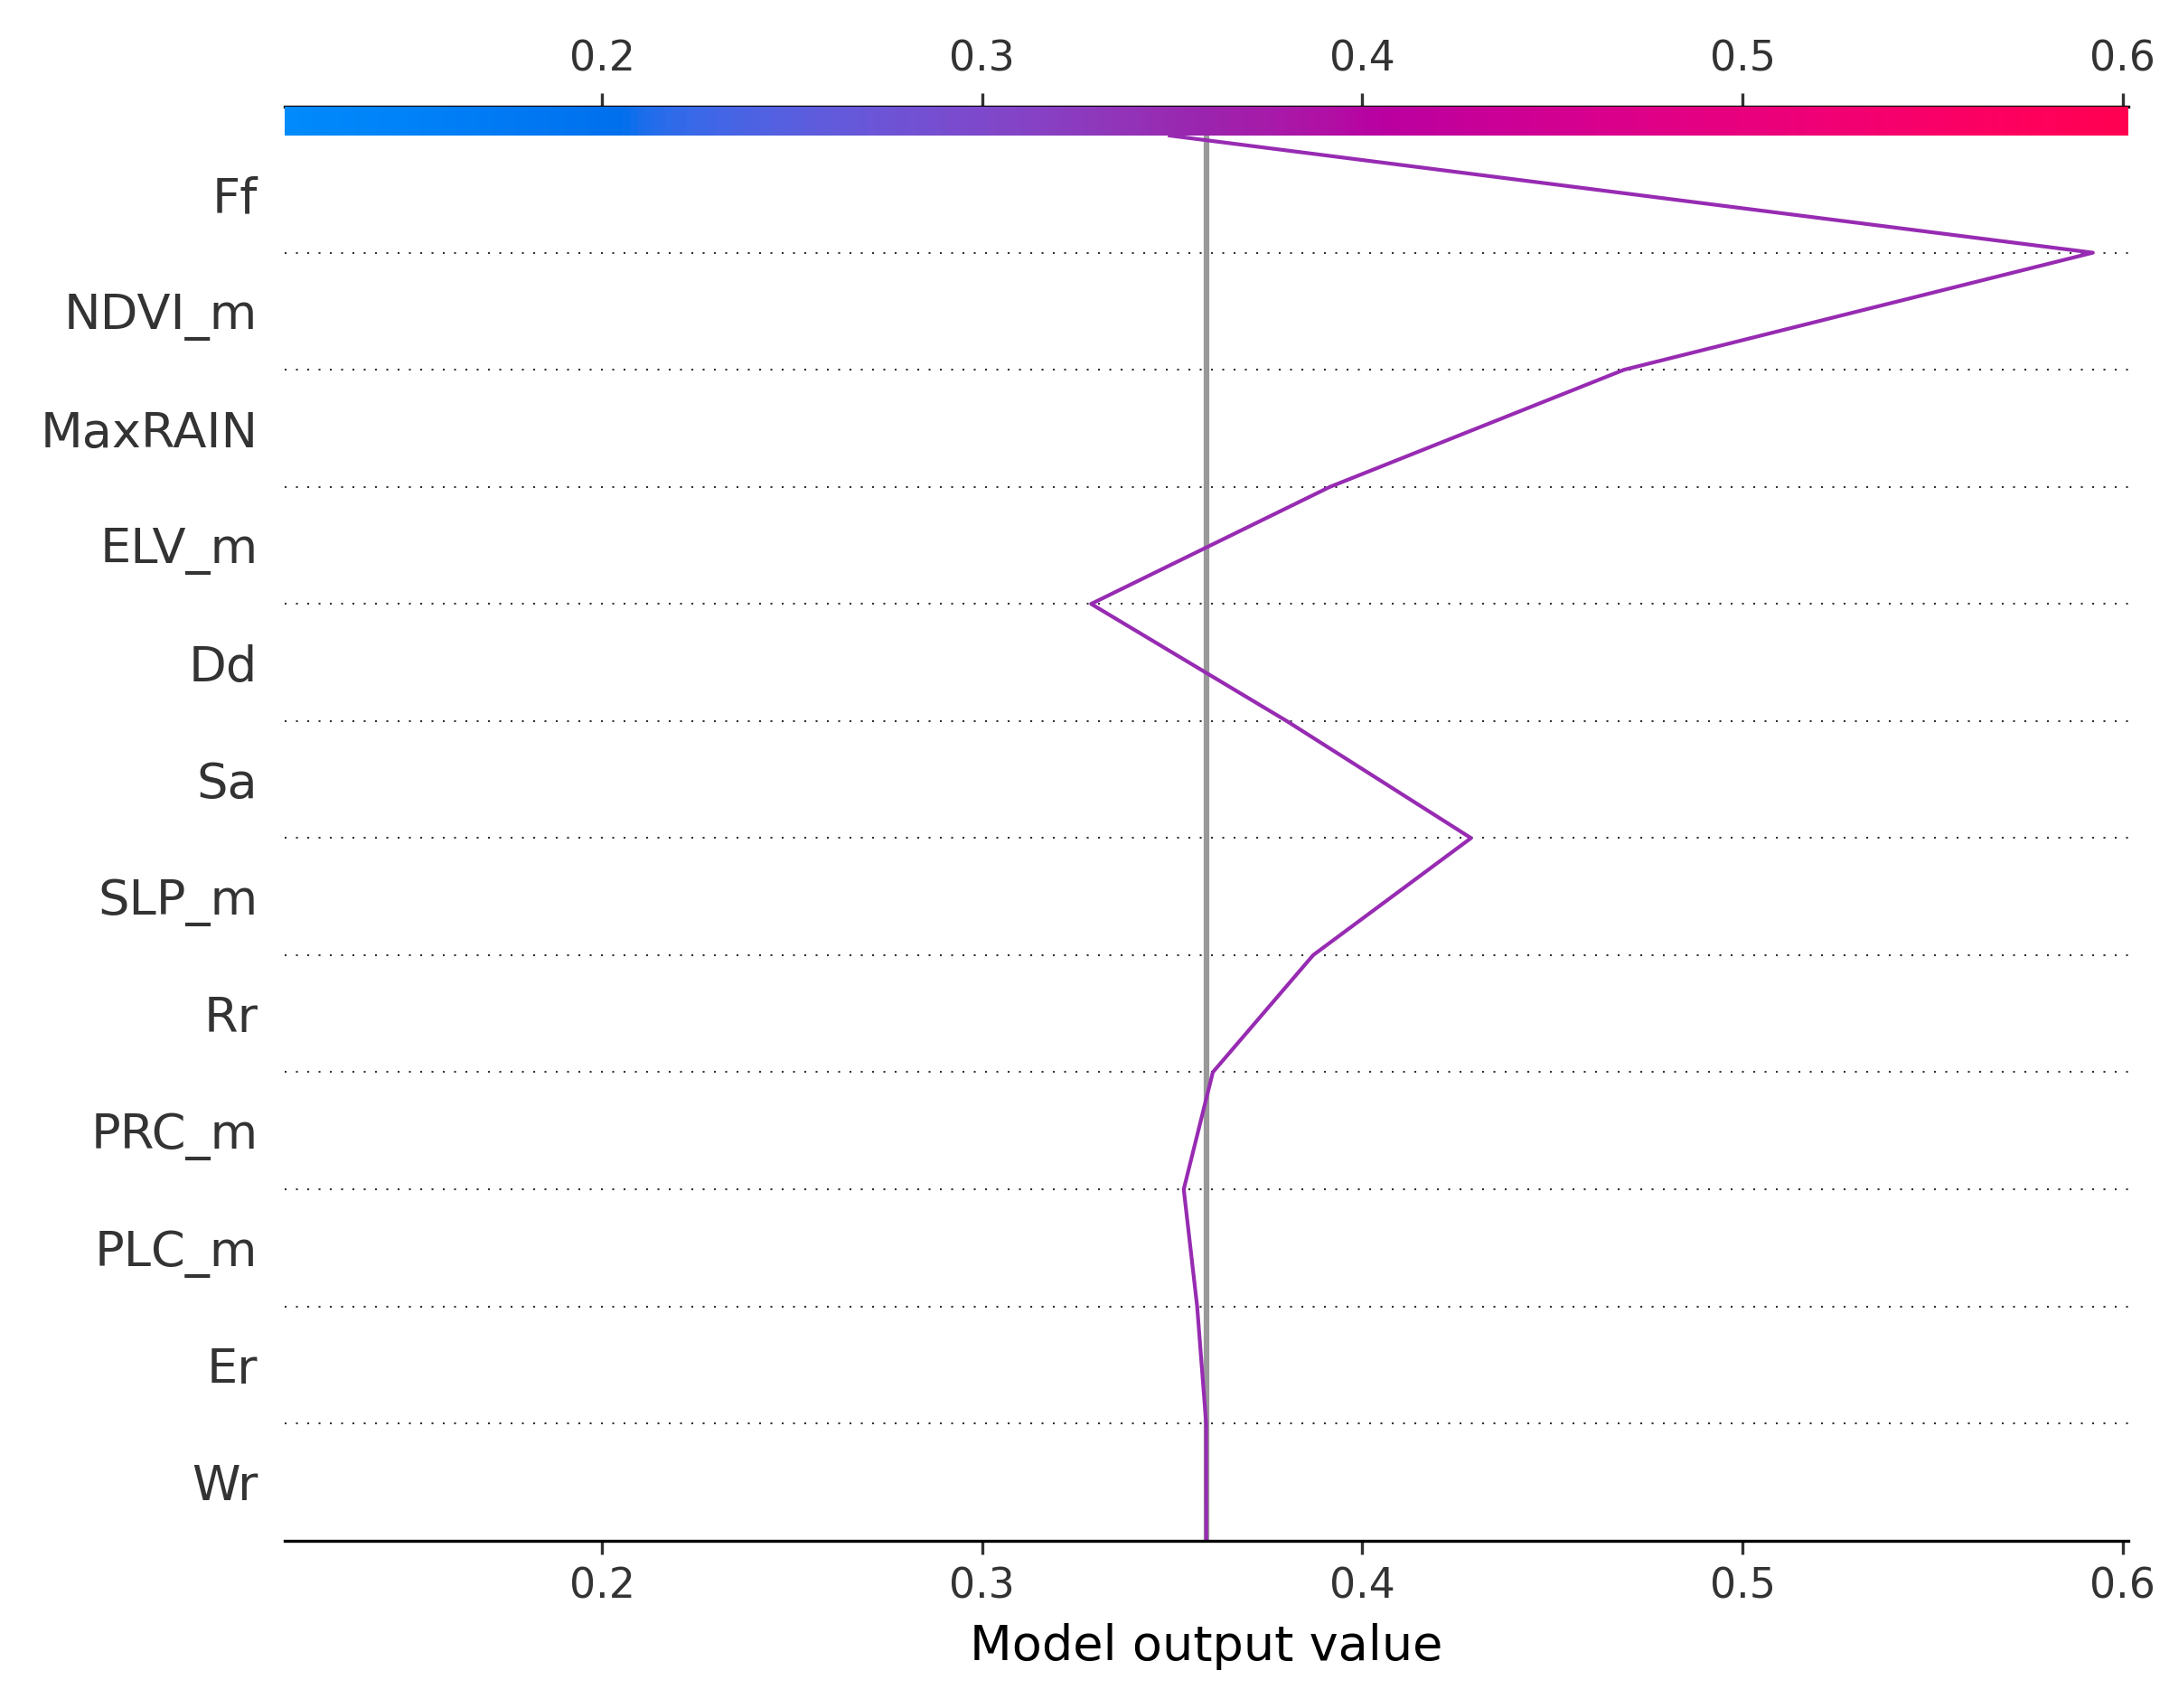 0.2 0.3 0.4 0.5 0.6
Ff
NDVI_m
MaxRAIN
ELV_m
Dd
Sa
SLP_m
Rr
PRC_m
PLC_m
Er
Wr
0.2 0.3 0.4 0.5 0.6
Model output value